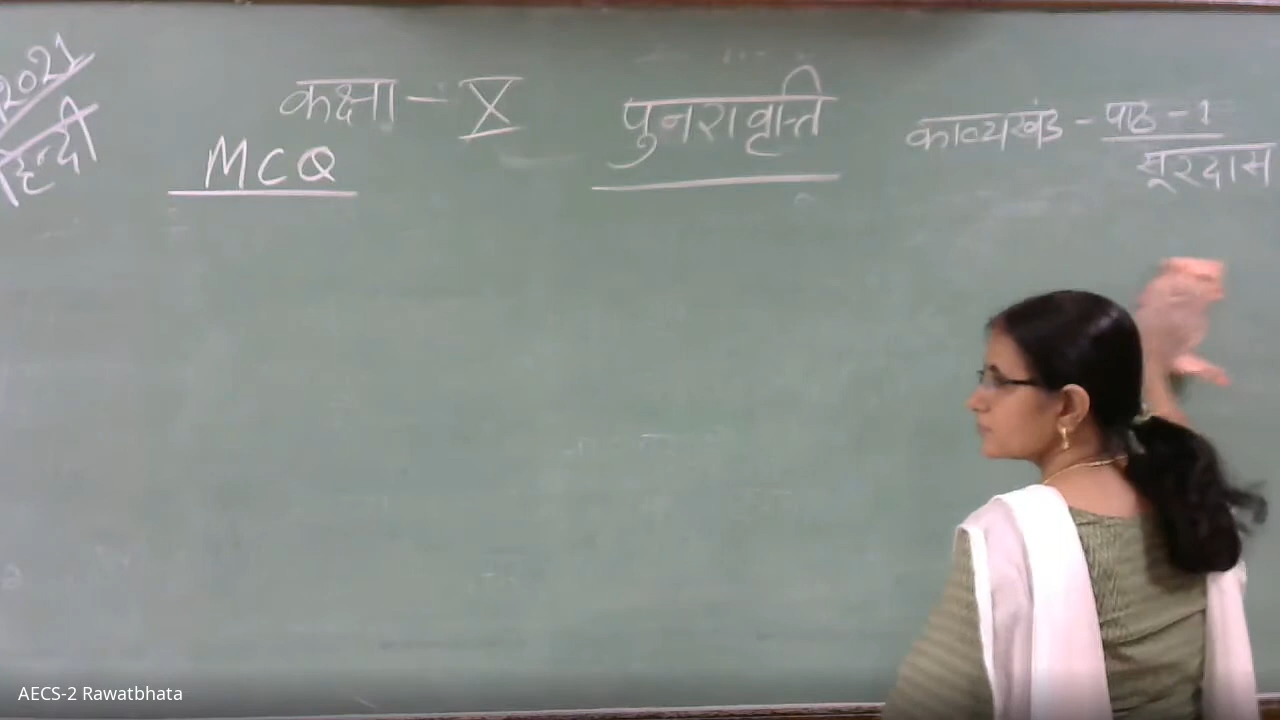 2021
हिन्दी
कक्षा - X
MCQ
पुनरावृत्ति
काव्यखंड - पाठ - 1
सूरदास
AECS-2 Rawatbhata